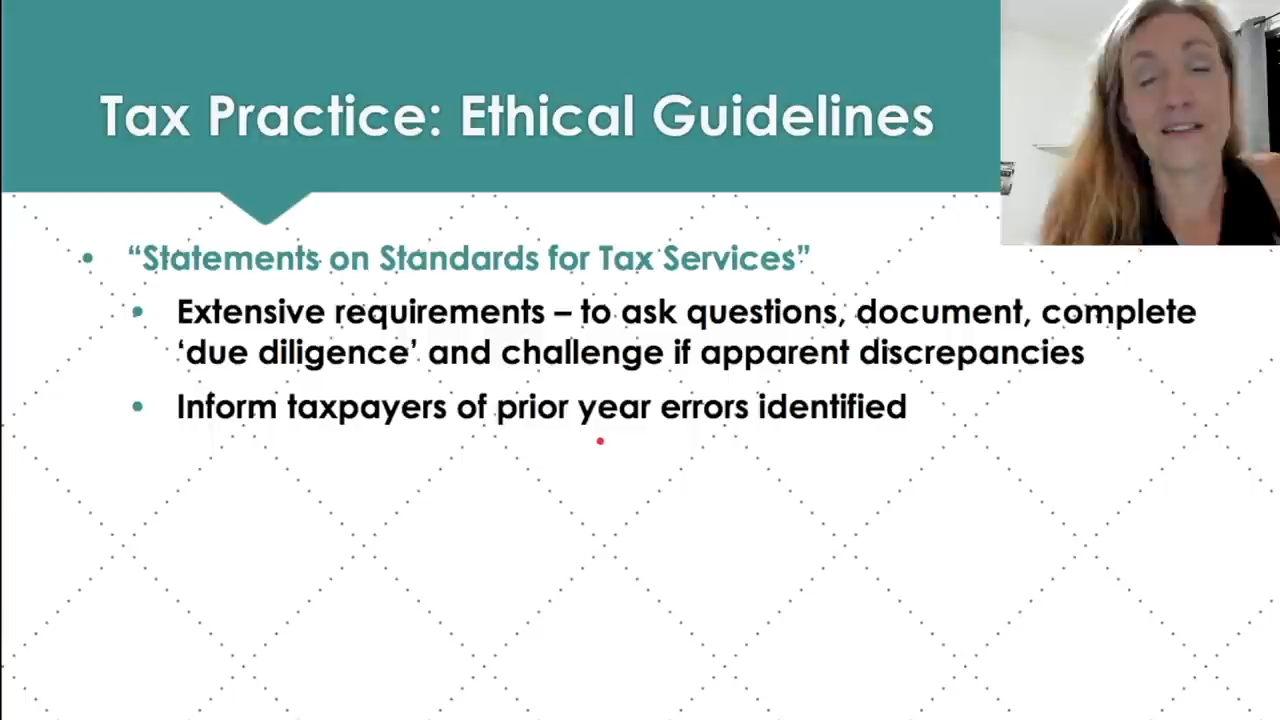 Tax Practice: Ethical Guidelines
“Statements on Standards for Tax Services”
Extensive requirements – to ask questions, document, complete
‘due diligence’ and challenge if apparent discrepancies
Inform taxpayers of prior year errors identified